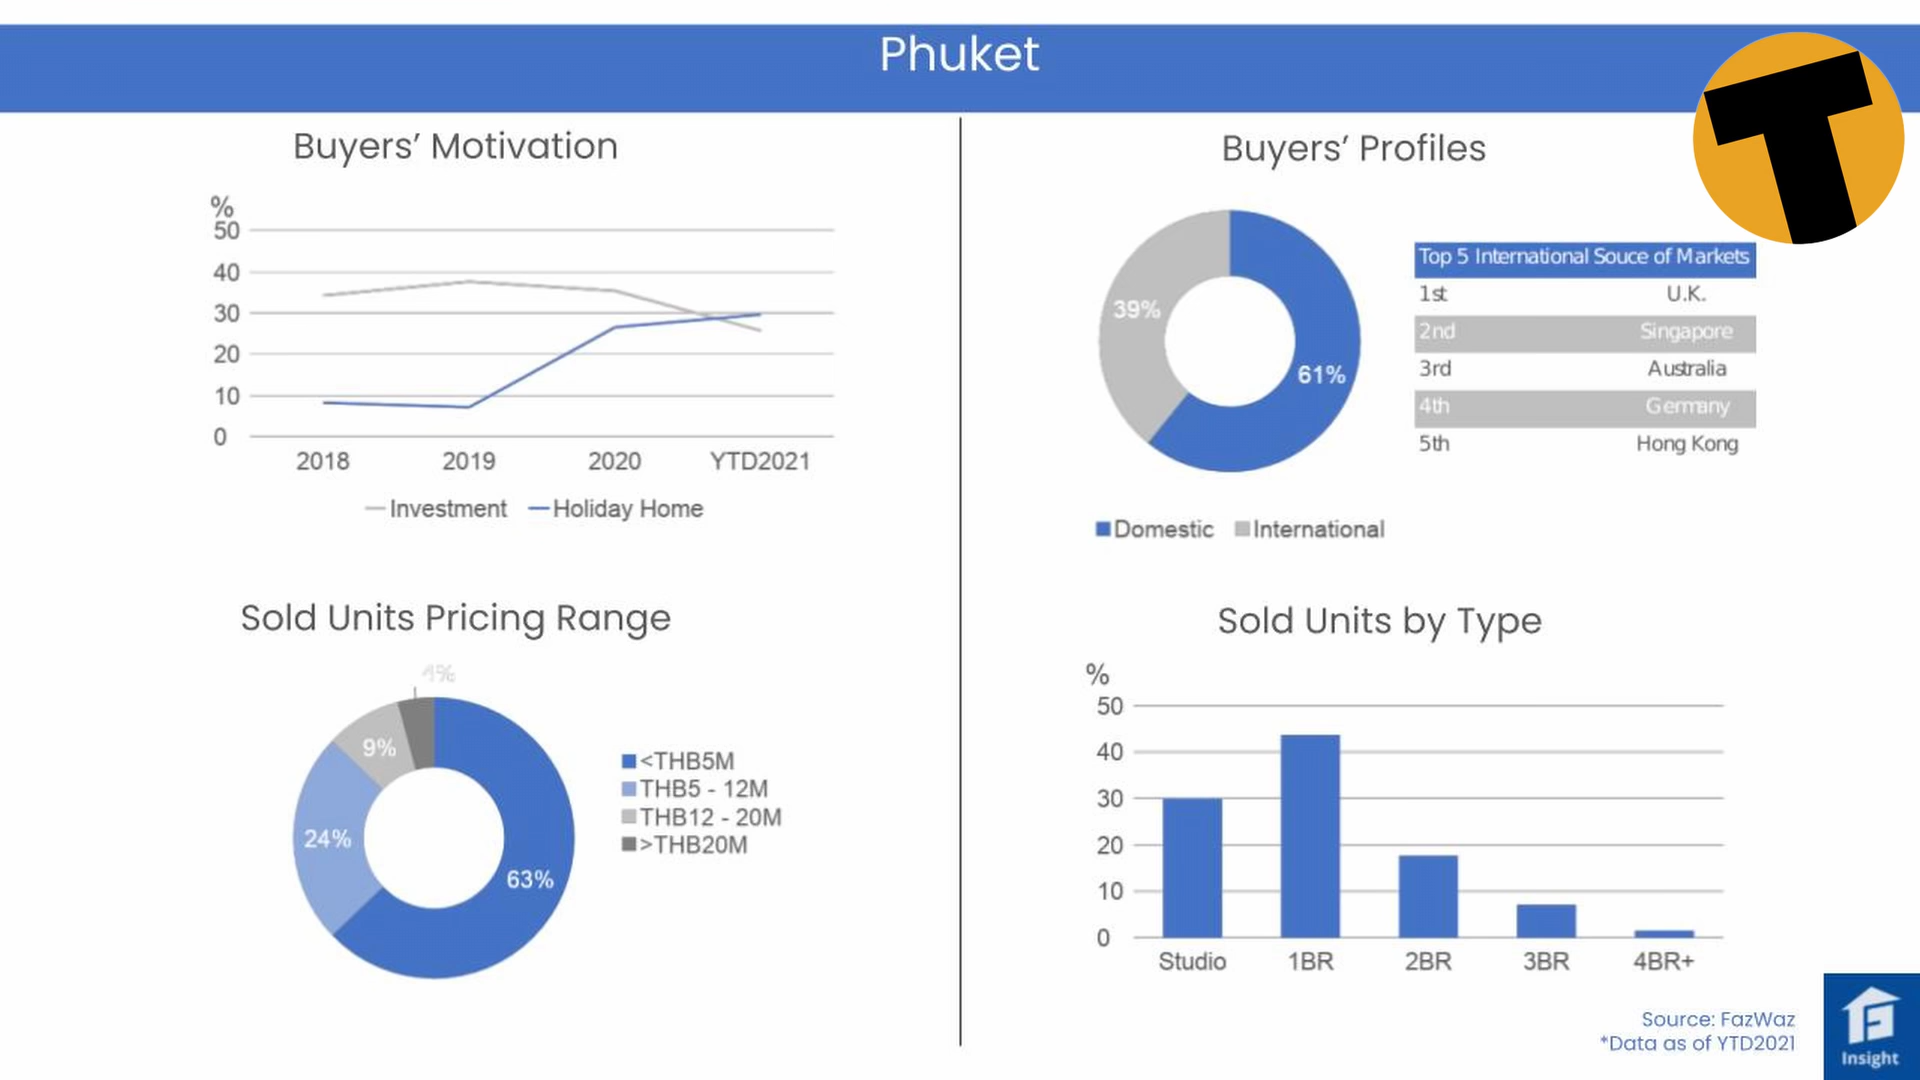 Phuket
Buyers’ Motivation
%
50
40
30
20
10
0
2018 2019 2020 YTD2021
Investment Holiday Home
Buyers’ Profiles
39%
61%
Domestic International
Top 5 International Souce of Markets
1st U.K.
2nd Singapore
3rd Australia
4th Germany
5th Hong Kong
Sold Units Pricing Range
4%
9%
24%
63%
<THB5M
THB5 - 12M
THB12 - 20M
>THB20M
Sold Units by Type
%
50
40
30
20
10
0
Studio 1BR 2BR 3BR 4BR+
Source: FazWaz
*Data as of YTD2021
Insight
T